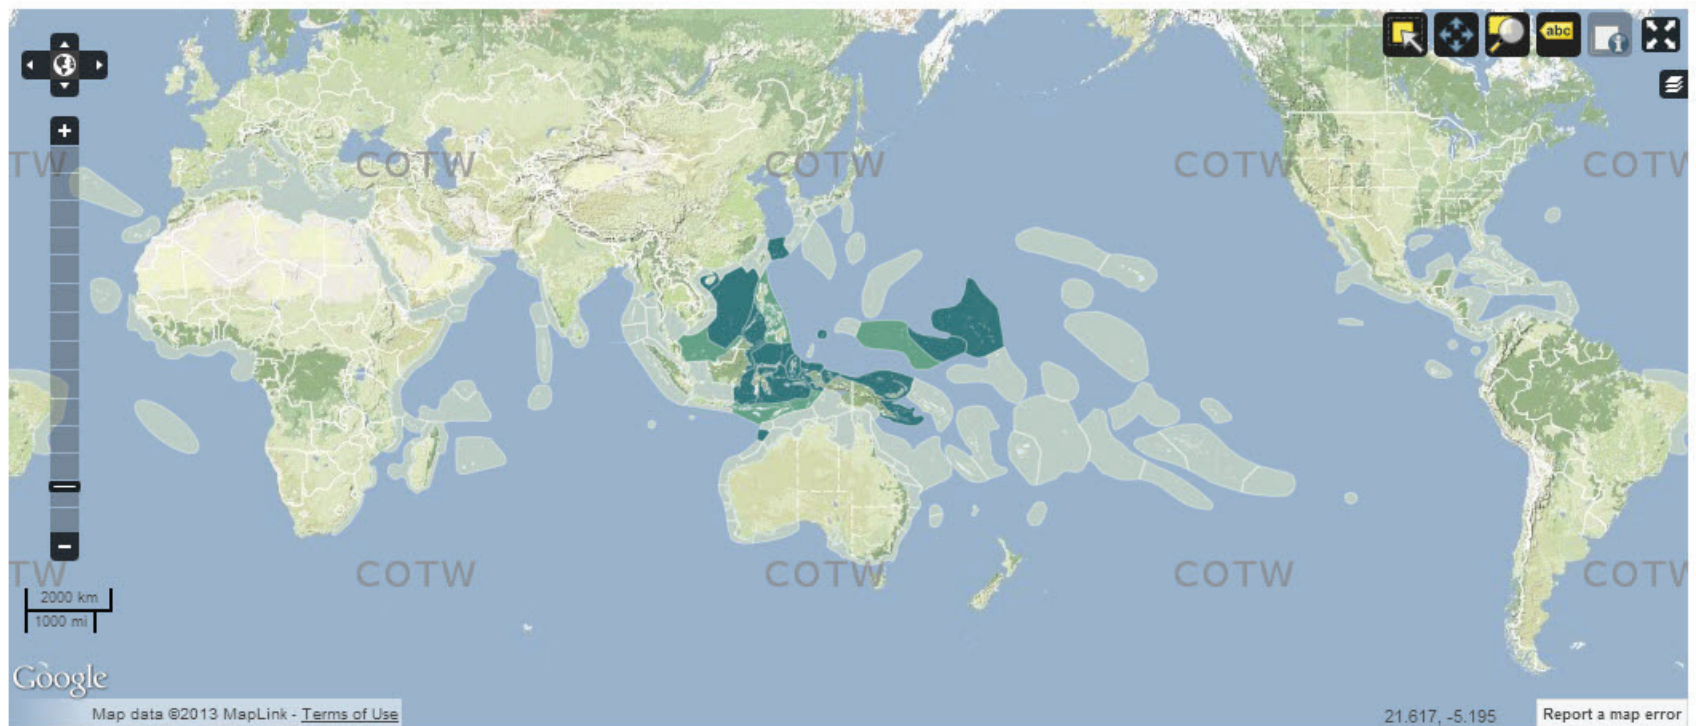 abc
+
TW
COTW
COTW
COTW
COTW
−
TW
COTW
COTW
COTW
COTW
2000 km
1000 mi
Google
Map data ©2013 MapLink - Terms of Use
21.617, -5.195
Report a map error